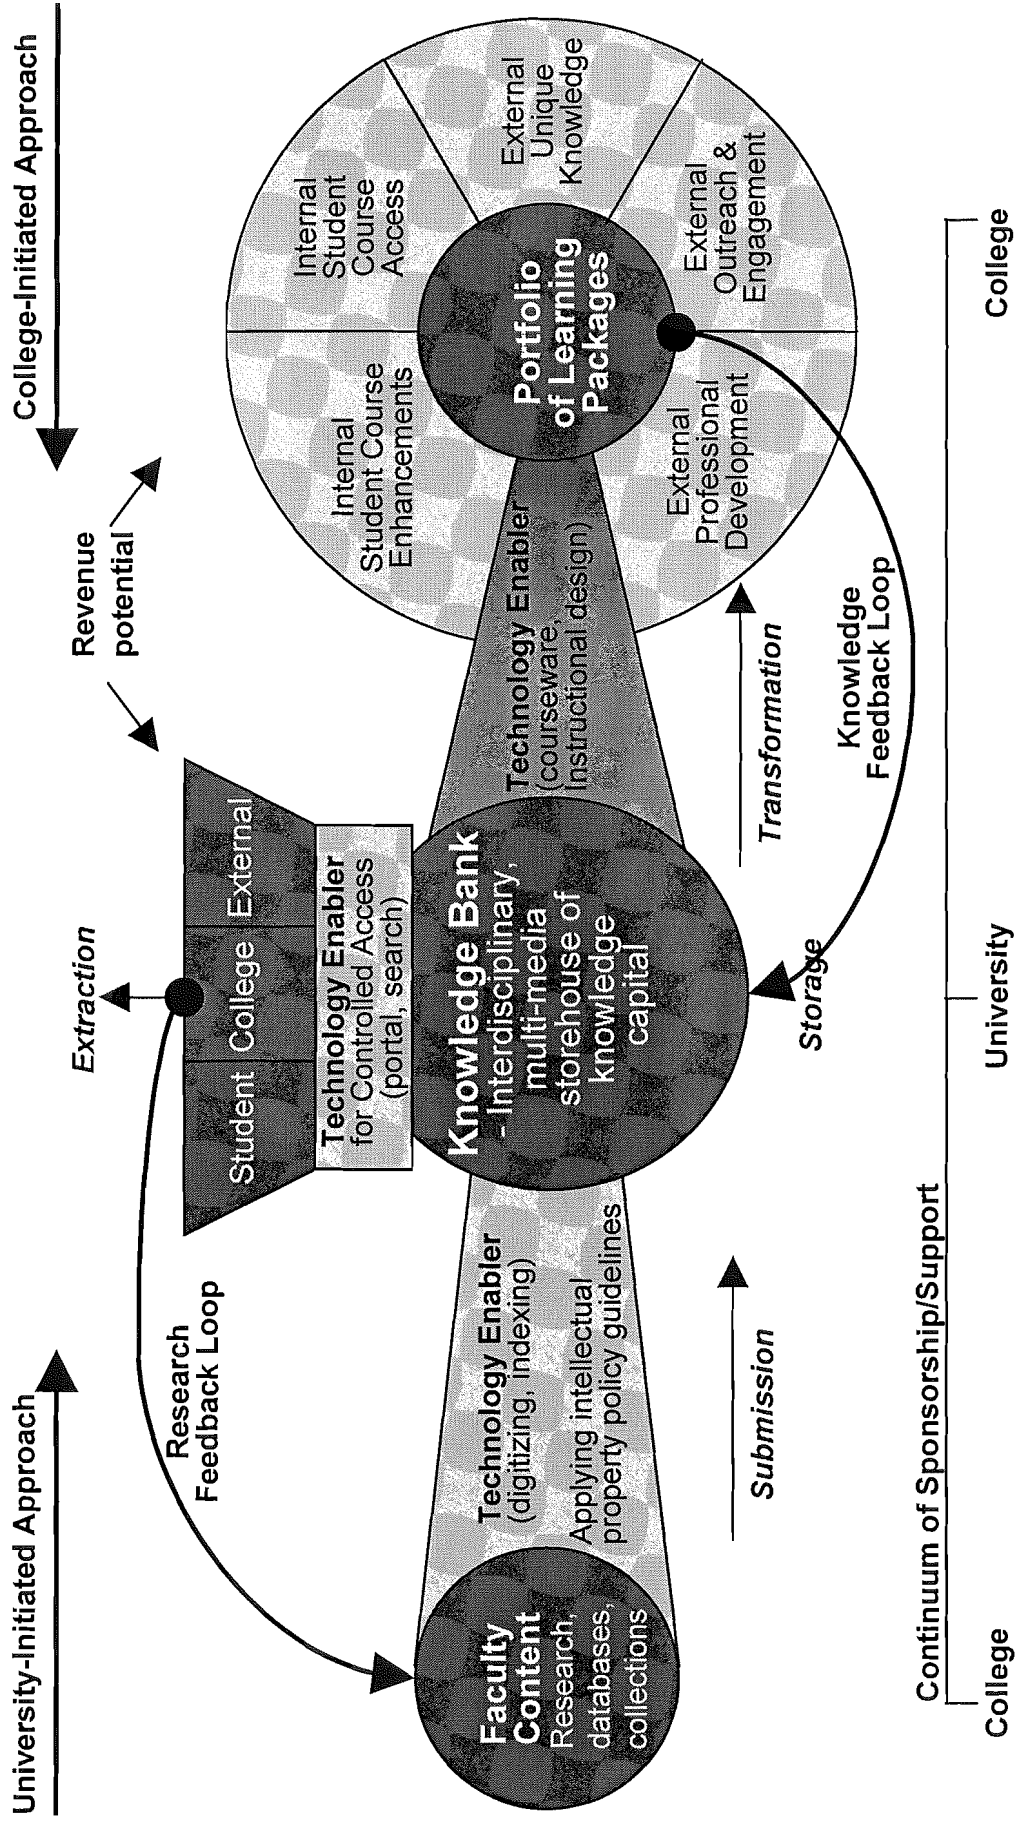 University-Initiated Approach
College-Initiated Approach
Revenue
potential
Extraction
Research
Feedback Loop
Student
College
External
Technology Enabler
for Controlled Access
(portal, search)
Internal
Student Course
Enhancements
Internal
Student
Course
Access
External
Unique
Knowledge
External
Outreach &
Engagement
External
Professional
Development
Faculty
Content
Research,
databases,
collections
Technology Enabler
(digitizing, indexing)
Applying intellectual
property policy guidelines
Knowledge Bank
- Interdisciplinary,
multi-media
storehouse of
knowledge
capital
Technology Enabler
(courseware,
instructional design)
Portfolio
of Learning
Packages
Submission
Storage
Transformation
Knowledge
Feedback Loop
Continuum of Sponsorship/Support
College
University
College